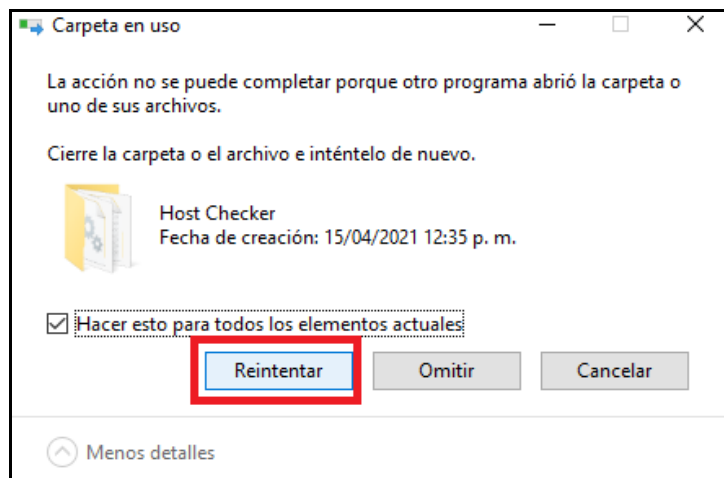 Carpeta en uso
La acción no se puede completar porque otro programa abrió la carpeta o
uno de sus archivos.
Cierre la carpeta o el archivo e inténtelo de nuevo.
Host Checker
Fecha de creación: 15/04/2021 12:35 p. m.
Hacer esto para todos los elementos actuales
Reintentar Omitir Cancelar
Menos detalles